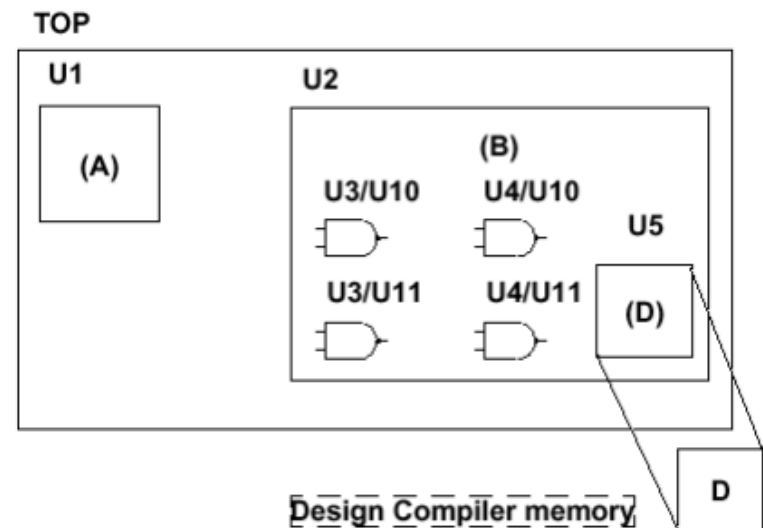 TOP
U1
U2
(A)
(B)
U3/U10
U4/U10
U5
U3/U11
U4/U11
(D)
D
Design Compiler memory